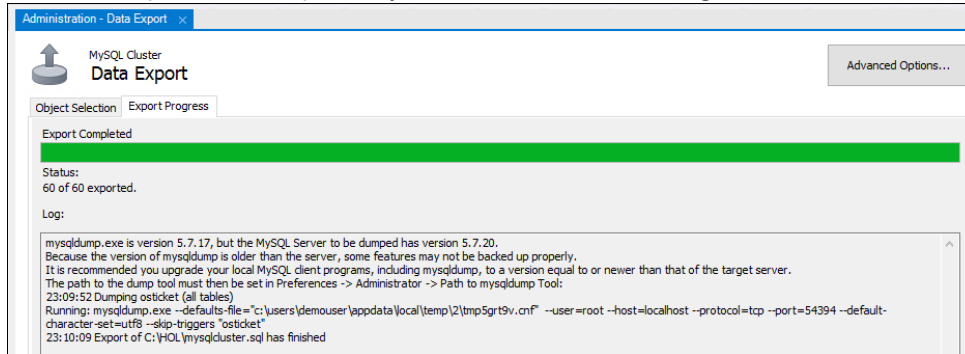 Administration - Data Export ×
MySQL Cluster
Data Export
Advanced Options...
Object Selection Export Progress
Export Completed
Status:
60 of 60 exported.
Log:
mysqldump.exe is version 5.7.17, but the MySQL Server to be dumped has version 5.7.20.
Because the version of mysqldump is older than the server, some features may not be backed up properly.
It is recommended you upgrade your local MySQL client programs, including mysqldump, to a version equal to or newer than that of the target server.
The path to the dump tool must then be set in Preferences -> Administrator -> Path to mysqldump Tool:
23:09:52 Dumping osticket (all tables)
Running: mysqldump.exe --defaults-file="c:\users\demouser\appdata\local\temp\2\tmp5grt9v.cnf" --user=root --host=localhost --protocol=tcp --port=54394 --default-
character-set=utf8 --skip-triggers "osticket"
23:10:09 Export of C:\HOL\mysqlcluster.sql has finished